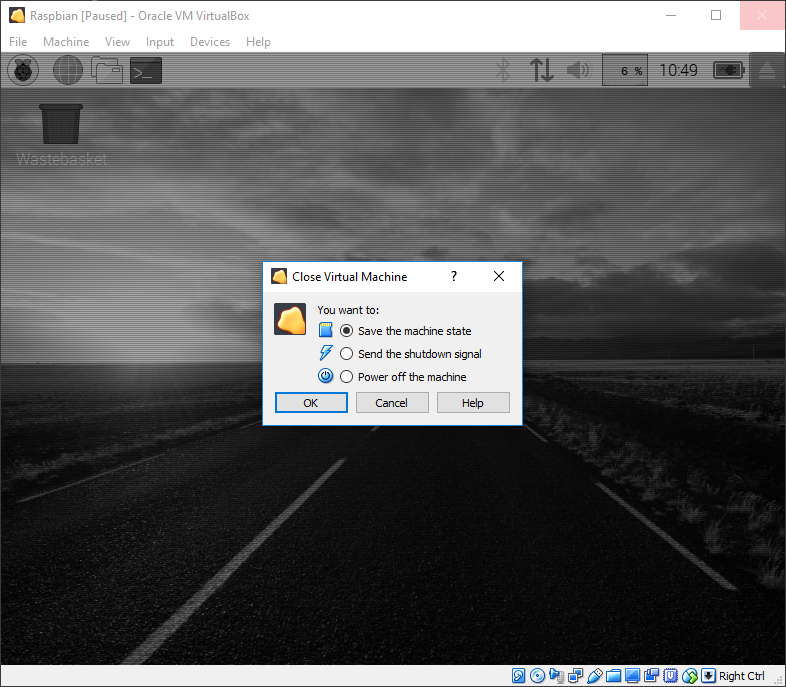 Raspbian [Paused] - Oracle VM VirtualBox
File Machine View Input Devices Help
>_ 6 % 10:49
Wastebasket
Close Virtual Machine ?
You want to:
Save the machine state
Send the shutdown signal
Power off the machine
OK Cancel Help
Right Ctrl